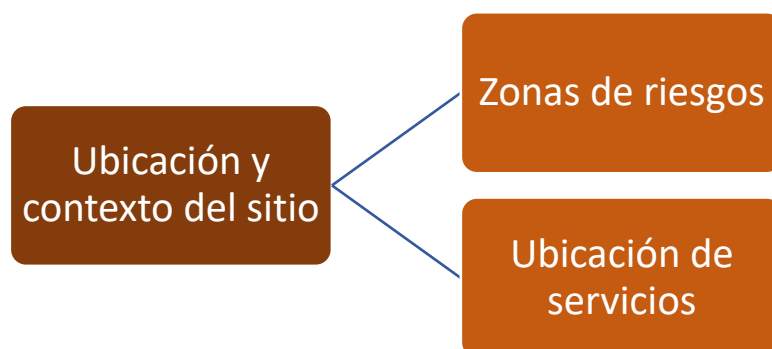 Ubicación y
contexto del sitio
Zonas de riesgos
Ubicación de
servicios